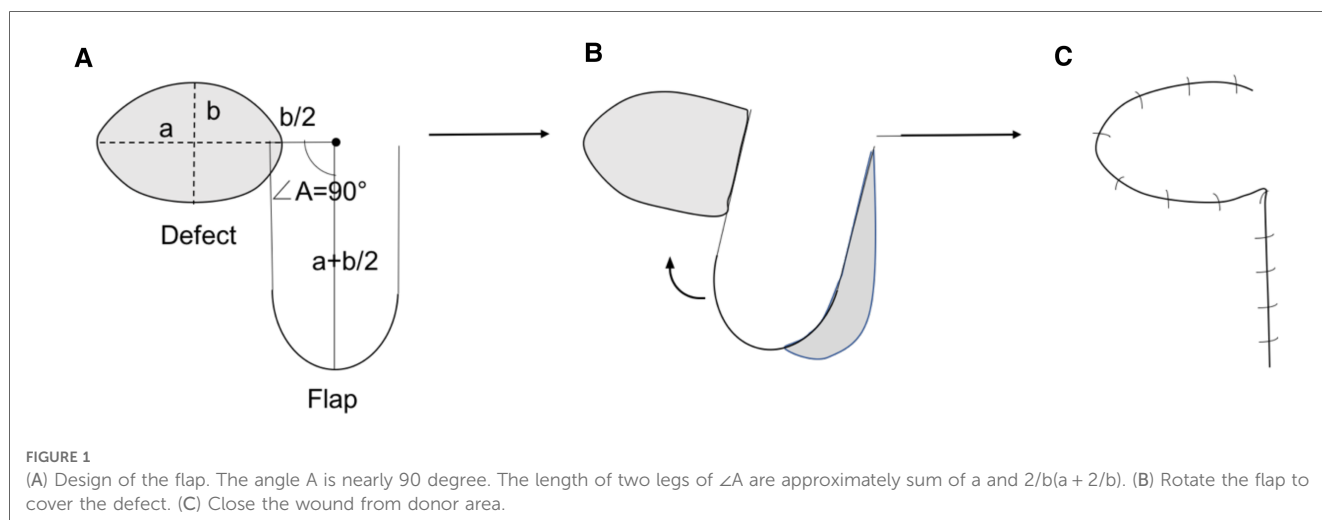 A
B
C
b/2
b
a
∠A=90°
Defect
a+b/2
Flap
FIGURE 1
(A) Design of the flap. The angle A is nearly 90 degree. The length of two legs of ∠A are approximately sum of a and 2/b(a + 2/b). (B) Rotate the flap to
cover the defect. (C) Close the wound from donor area.